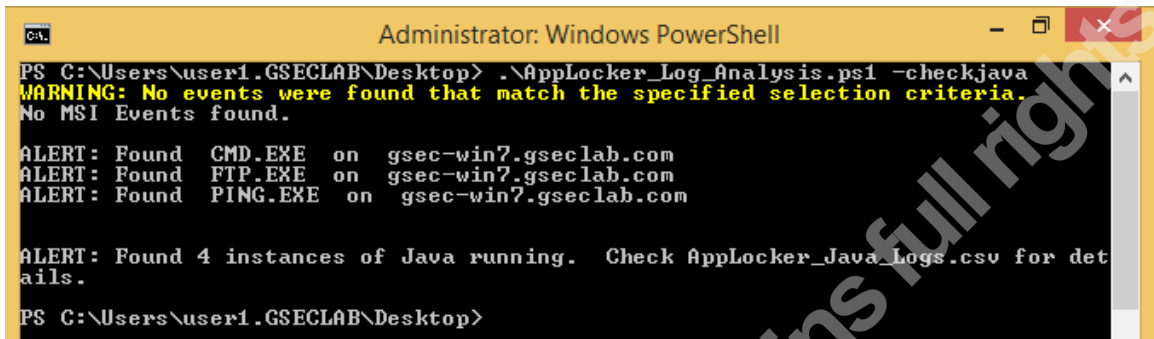 Administrator: Windows PowerShell
PS C:\Users\user1.GSECLAB\Desktop> .\AppLocker_Log_Analysis.ps1 -checkjava
WARNING: No events were found that match the specified selection criteria.
No MSI Events found.
ALERT: Found CMD.EXE on gsec-win7.gseclab.com
ALERT: Found FTP.EXE on gsec-win7.gseclab.com
ALERT: Found PING.EXE on gsec-win7.gseclab.com
ALERT: Found 4 instances of Java running. Check AppLocker_Java_Logs.csv for det
ails.
PS C:\Users\user1.GSECLAB\Desktop>
ins full rights